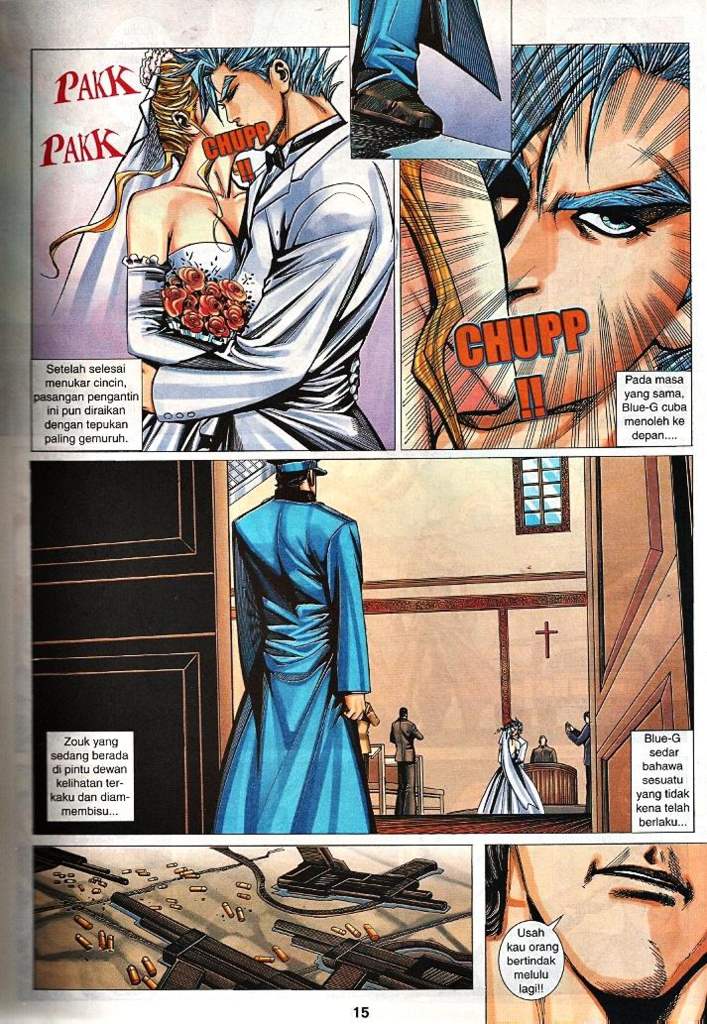 PAKK
PAKK
CHUPP
!!
Setelah selesai
menukar cincin,
pasangan pengantin
ini pun diraikan
dengan tepukan
paling gemuruh.
CHUPP
!!
Pada masa
yang sama,
Blue-G cuba
menoleh ke
depan....
Zouk yang
sedang berada
di pintu dewan
kelihatan ter-
kaku dan diam-
membisu...
Blue-G
sedar
bahawa
sesuatu
yang tidak
kena telah
berlaku...
Usah
kau orang
bertindak
melulu
lagi!!
15